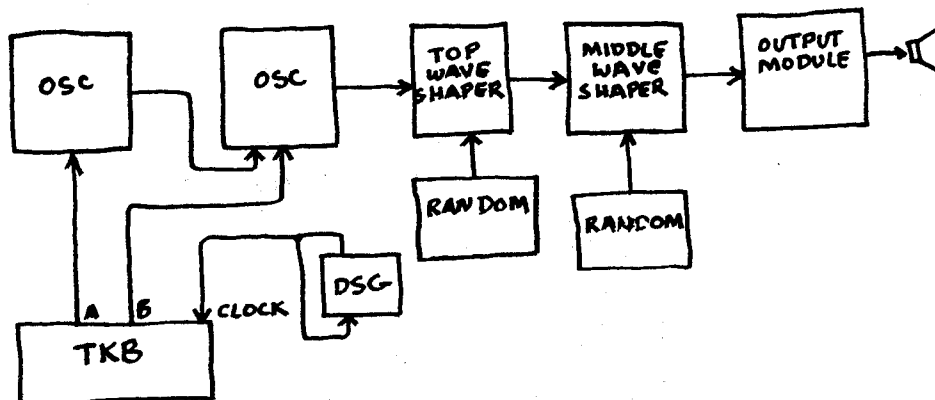 OSC
OSC
TOP
WAVE
SHAPER
MIDDLE
WAVE
SHAPER
OUTPUT
MODULE
RANDOM
RANDOM
DSG
A
B
CLOCK
TKB